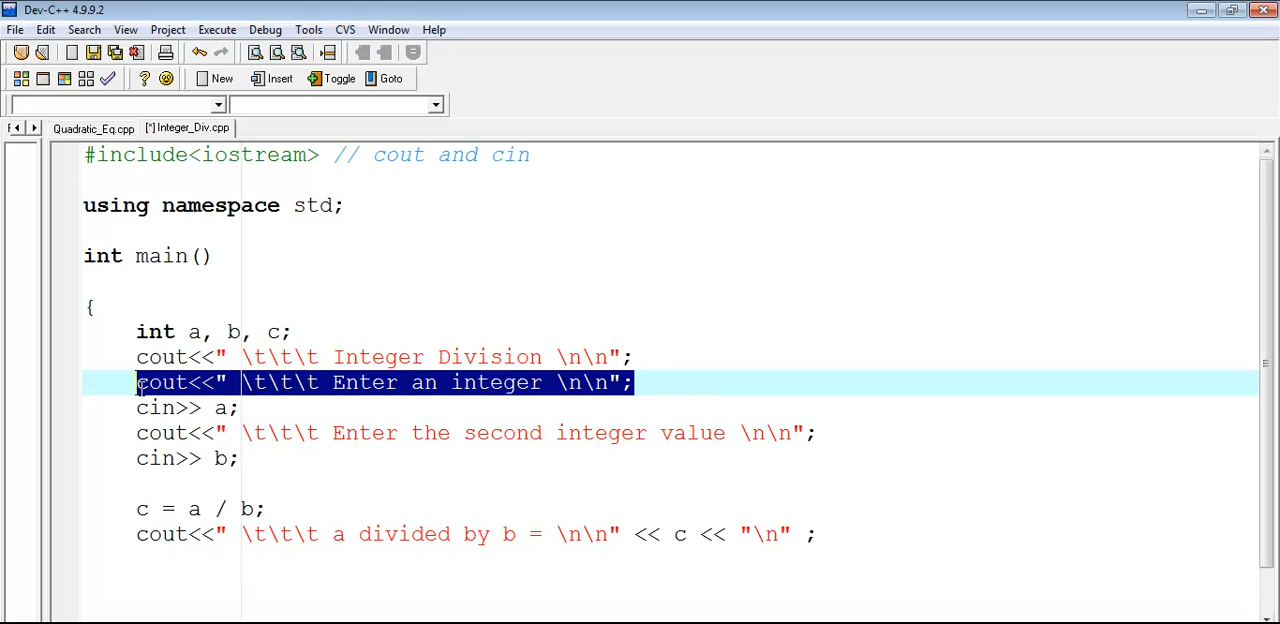 Dev-C++ 4.9.9.2
File Edit Search View Project Execute Debug Tools CVS Window Help
New Insert Toggle Goto
Quadratic_Eq.cpp [*] Integer_Div.cpp
#include<iostream> // cout and cin
using namespace std;
int main()
{
int a, b, c;
cout<<" \t\t\t Integer Division \n\n";
cout<<" \t\t\t Enter an integer \n\n";
cin>> a;
cout<<" \t\t\t Enter the second integer value \n\n";
cin>> b;
c = a / b;
cout<<" \t\t\t a divided by b = \n\n" << c << "\n" ;